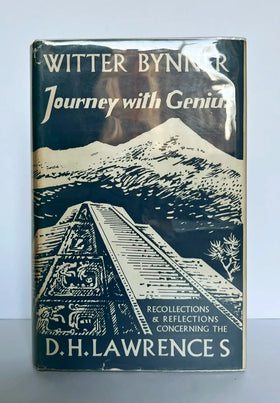 WITTER BYNNER
Journey with Genius
RECOLLECTIONS
& REFLECTIONS
CONCERNING THE
D.H.LAWRENCES